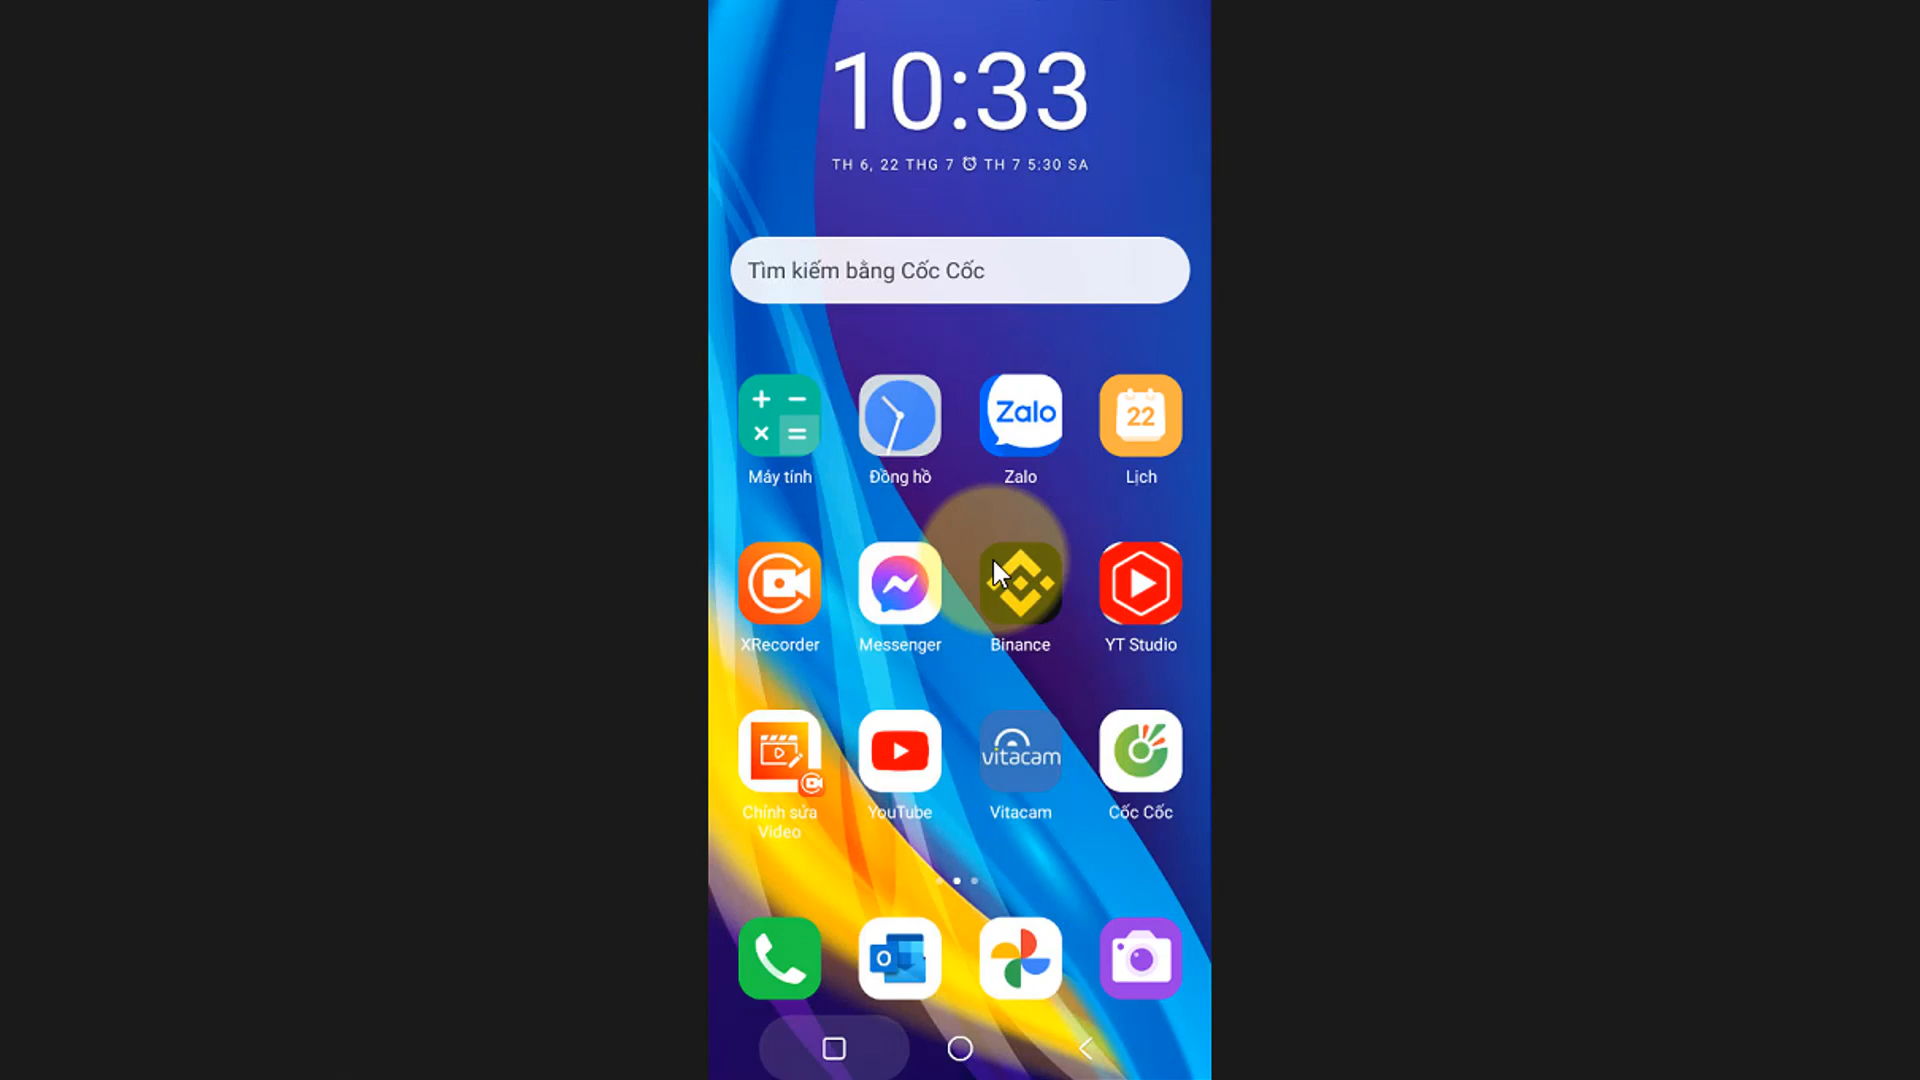 10:33
TH 6, 22 THG 7 TH 7 5:30 SA
Tìm kiếm bằng Cốc Cốc
Zalo
22
Máy tính
Đồng hồ
Zalo
Lịch
XRecorder
Messenger
Binance
YT Studio
vitacam
Chỉnh sửa
Video
YouTube
Vitacam
Cốc Cốc
O